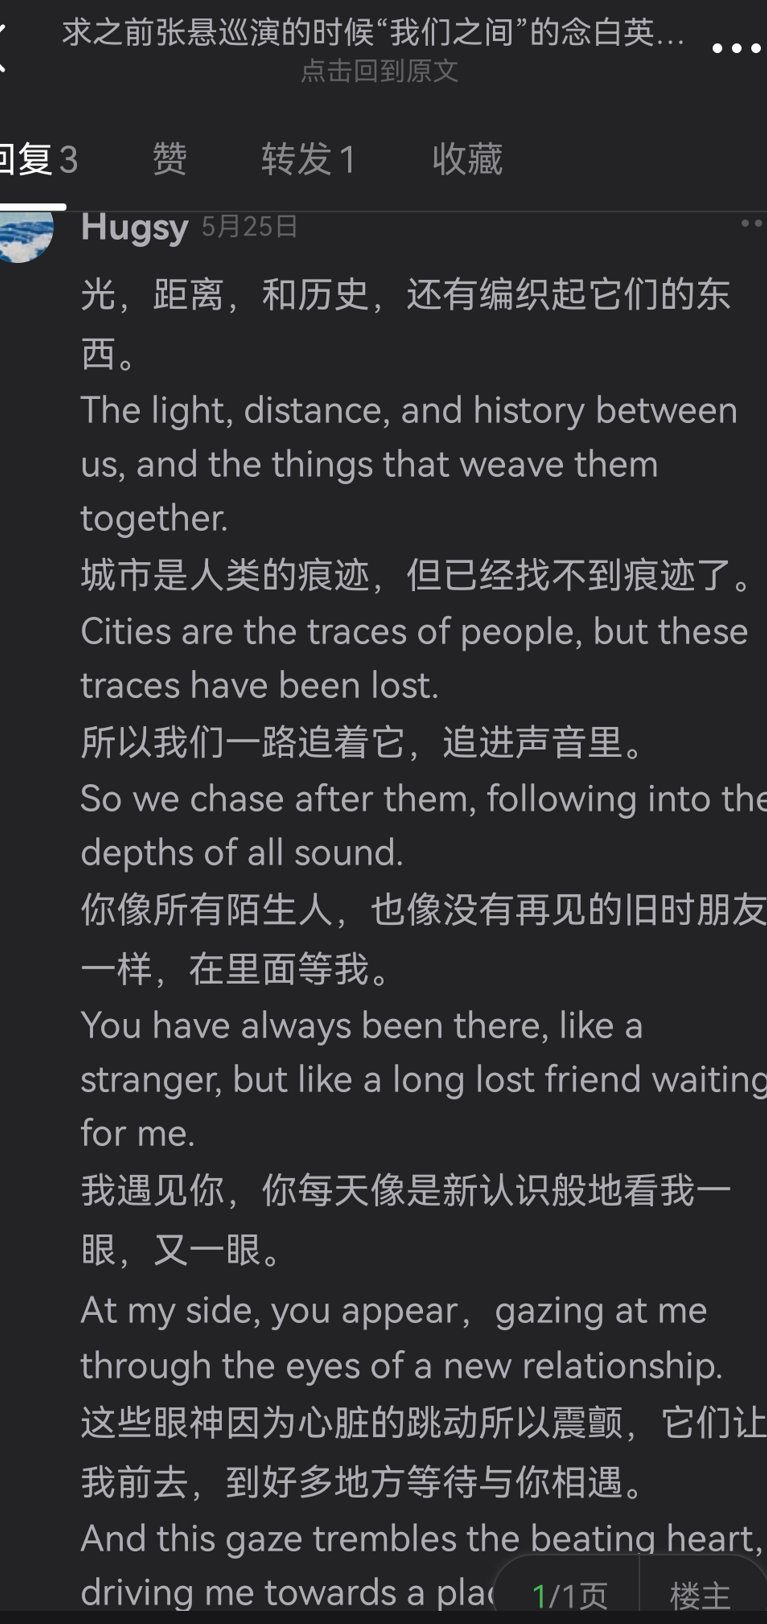 求之前张悬巡演的时候“我们之间”的念白英...
点击回到原文
回复 3 赞 转发 1 收藏
Hugsy 5月25日
光，距离，和历史，还有编织起它们的东
西。
The light, distance, and history between
us, and the things that weave them
together.
城市是人类的痕迹，但已经找不到痕迹了。
Cities are the traces of people, but these
traces have been lost.
所以我们一路追着它，追进声音里。
So we chase after them, following into the
depths of all sound.
你像所有陌生人，也像没有再见的旧时朋友
一样，在里面等我。
You have always been there, like a
stranger, but like a long lost friend waiting
for me.
我遇见你，你每天像是新认识般地看我一
眼，又一眼。
At my side, you appear，gazing at me
through the eyes of a new relationship.
这些眼神因为心脏的跳动所以震颤，它们让
我前去，到好多地方等待与你相遇。
And this gaze trembles the beating heart,
driving me towards a
1/1页 楼主